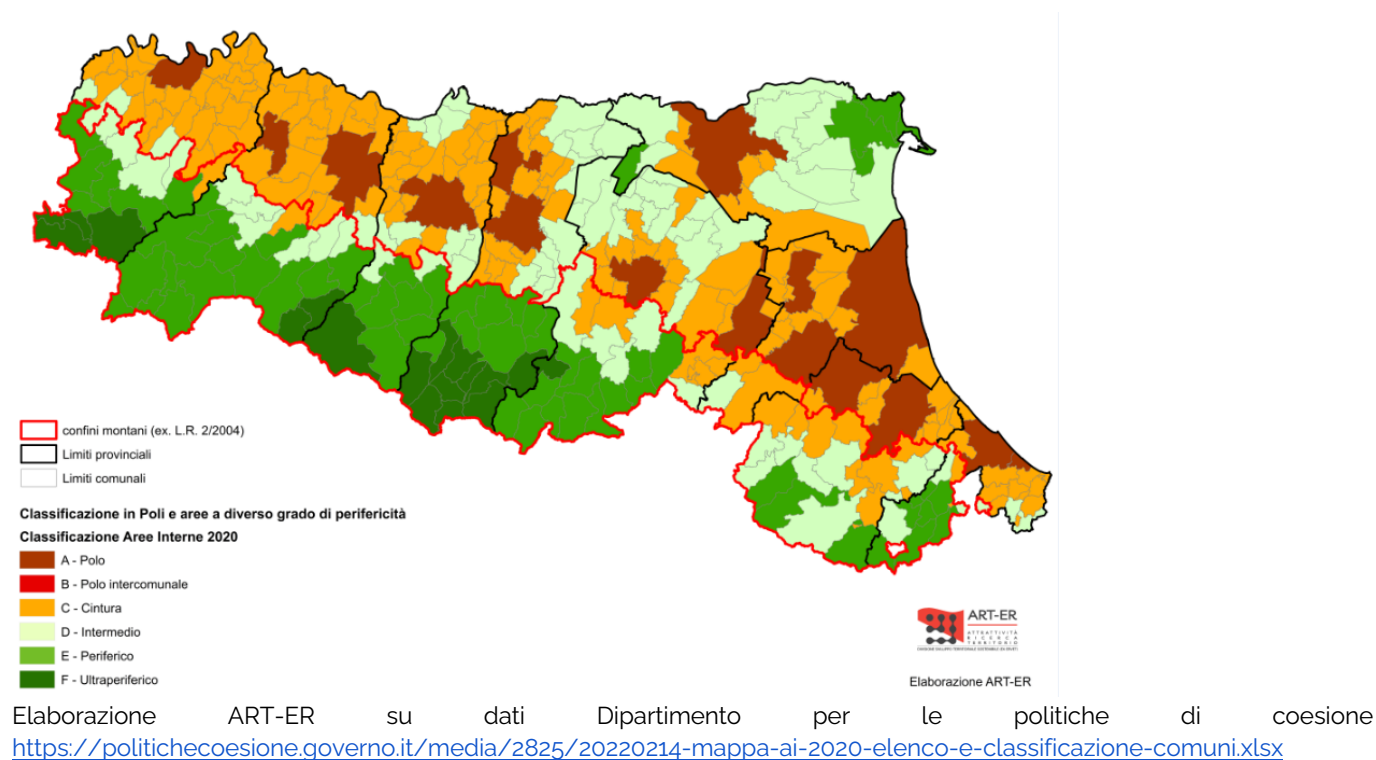 confini montani (ex. L.R. 2/2004)
Limiti provinciali
Limiti comunali
Classificazione in Poli e aree a diverso grado di perifericità
Classificazione Aree Interne 2020
A - Polo
B - Polo intercomunale
C - Cintura
D - Intermedio
E - Periferico
F - Ultraperiferico
ART-ER
ATTRATTIVITÀ
RICERCA
TERRITORIO
Elaborazione ART-ER
Elaborazione ART-ER su dati Dipartimento per le politiche di coesione
https://politichecoesione.governo.it/media/2825/20220214-mappa-ai-2020-elenco-e-classificazione-comuni.xlsx